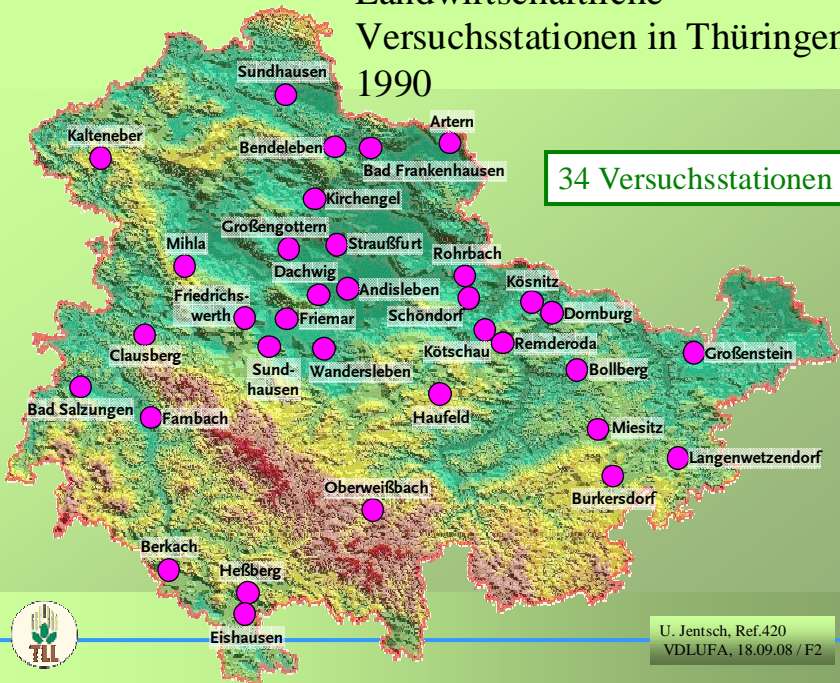 Landwirtschaftliche
Versuchsstationen in Thüringen
1990
Sundhausen
Artern
Kalteneber
Bendeleben
Bad Frankenhausen
34 Versuchsstationen
Kirchengel
Großengottern
Mihla
Straußfurt
Rohrbach
Dachwig
Andisleben
Kösnitz
Friedrichs-
werth
Friemar
Schöndorf
Dornburg
Clausberg
Kötschau
Remderoda
Großenstein
Sund-
hausen
Wandersleben
Bollberg
Bad Salzungen
Fambach
Haufeld
Miesitz
Langenwetzendorf
Oberweißbach
Burkersdorf
Berkach
Heßberg
Eishausen
TLL
U. Jentsch, Ref.420
VDLUFA, 18.09.08 / F2